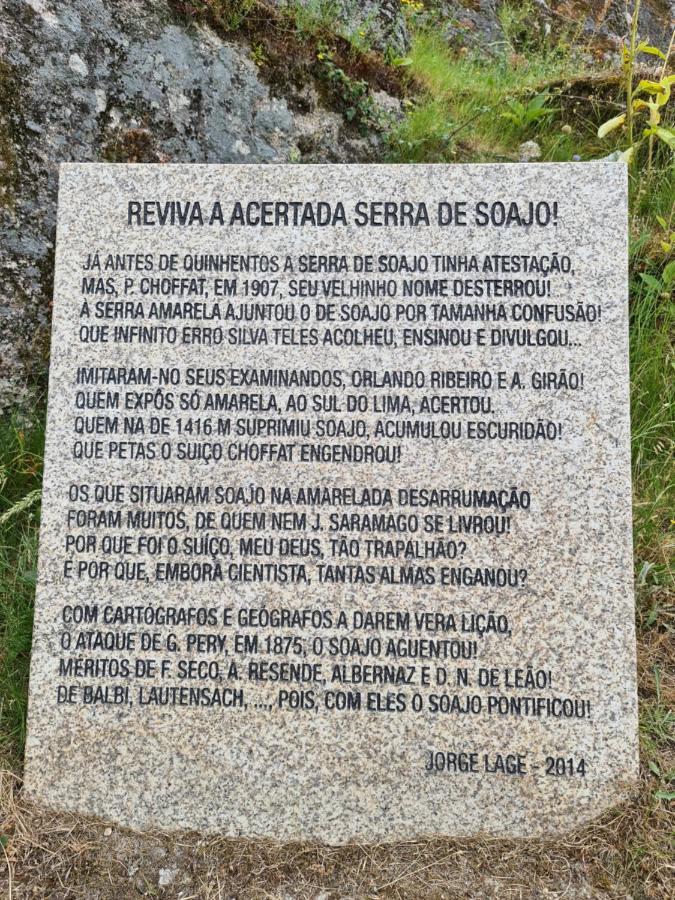 REVIVA A ACERTADA SERRA DE SOAJO!
JÁ ANTES DE QUINHENTOS A SERRA DE SOAJO TINHA ATESTAÇÃO,
MAS, P. CHOFFAT, EM 1907, SEU VELHINHO NOME DESTERROU!
À SERRA AMARELA AJUNTOU O DE SOAJO POR TAMANHA CONFUSÃO!
QUE INFINITO ERRO SILVA TELES ACOLHEU, ENSINOU E DIVULGOU...
IMITARAM-NO SEUS EXAMINANDOS, ORLANDO RIBEIRO E A. GIRÃO!
QUEM EXPÔS SÓ AMARELA, AO SUL DO LIMA, ACERTOU.
QUEM NA DE 1416 M SUPRIMIU SOAJO, ACUMULOU ESCURIDÃO!
QUE PETAS O SUIÇO CHOFFAT ENGENDROU!
OS QUE SITUARAM SOAJO NA AMARELADA DESARRUMAÇÃO
FORAM MUITOS, DE QUEM NEM J. SARAMAGO SE LIVROU!
POR QUE FOI O SUÍÇO, MEU DEUS, TÃO TRAPALHÃO?
E POR QUE, EMBORA CIENTISTA, TANTAS ALMAS ENGANOU?
COM CARTÓGRAFOS E GEÓGRAFOS A DAREM VERA LIÇÃO,
O ATAQUE DE G. PERY, EM 1875, O SOAJO AGUENTOU!
MÉRITOS DE F. SECO, A. RESENDE, ALBERNAZ E D. N. DE LEÃO!
DE BALBI, LAUTENSACH, ..., POIS, COM ELES O SOAJO PONTIFICOU!
JORGE LAGE - 2014